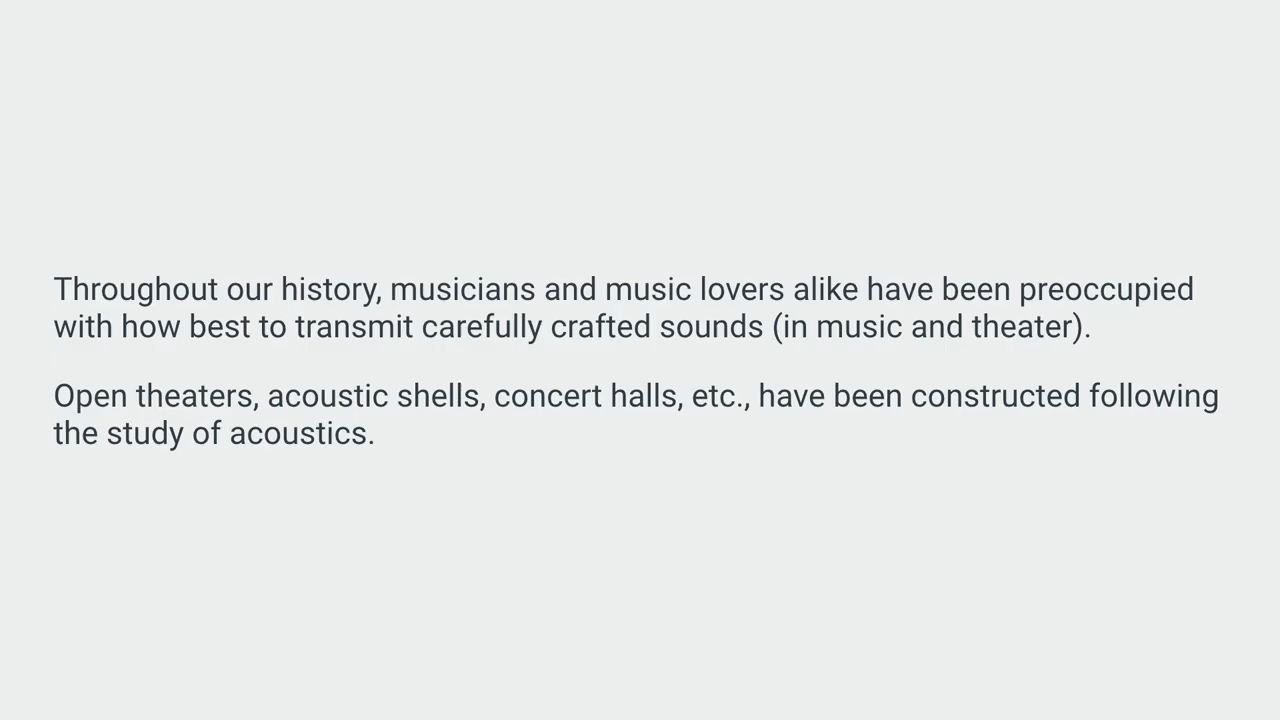 Throughout our history, musicians and music lovers alike have been preoccupied
with how best to transmit carefully crafted sounds (in music and theater).
Open theaters, acoustic shells, concert halls, etc., have been constructed following
the study of acoustics.